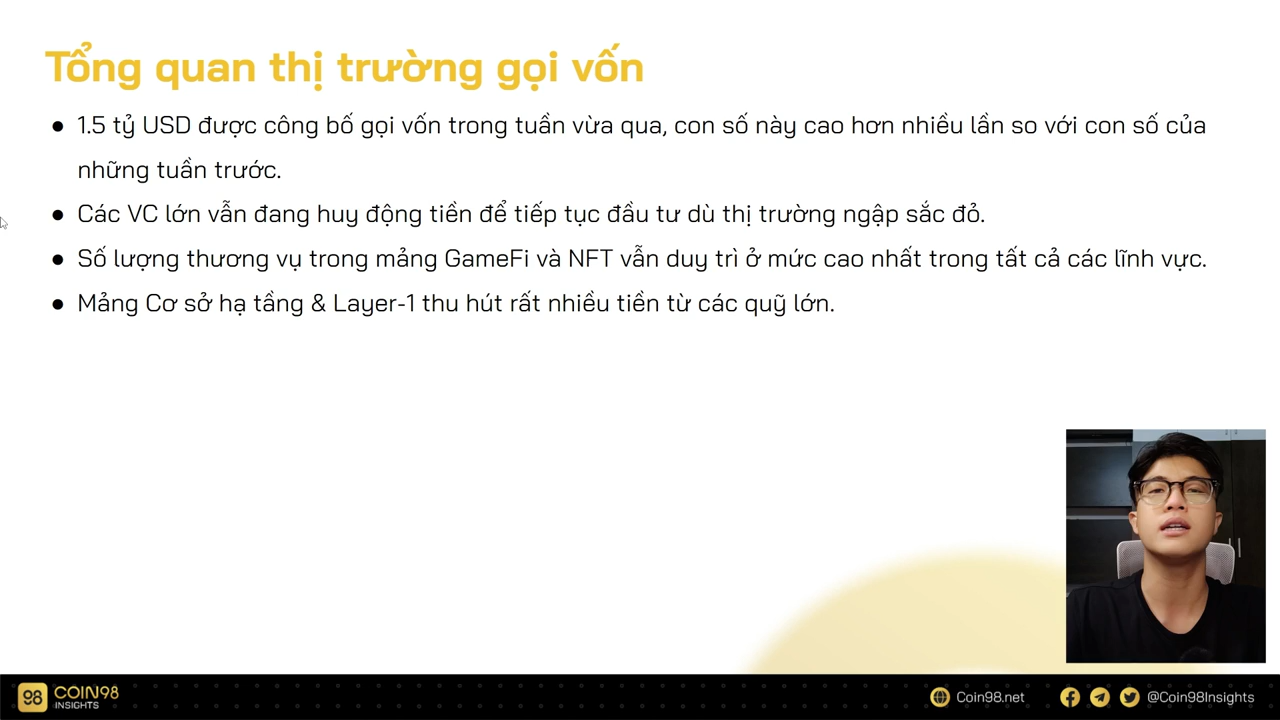 Tổng quan thị trường gọi vốn
● 1.5 tỷ USD được công bố gọi vốn trong tuần vừa qua, con số này cao hơn nhiều lần so với con số của
những tuần trước.
● Các VC lớn vẫn đang huy động tiền để tiếp tục đầu tư dù thị trường ngập sắc đỏ.
● Số lượng thương vụ trong mảng GameFi và NFT vẫn duy trì ở mức cao nhất trong tất cả các lĩnh vực.
● Mảng Cơ sở hạ tầng & Layer-1 thu hút rất nhiều tiền từ các quỹ lớn.
98 COIN98
INSIGHTS
Coin98.net
@Coin98Insights